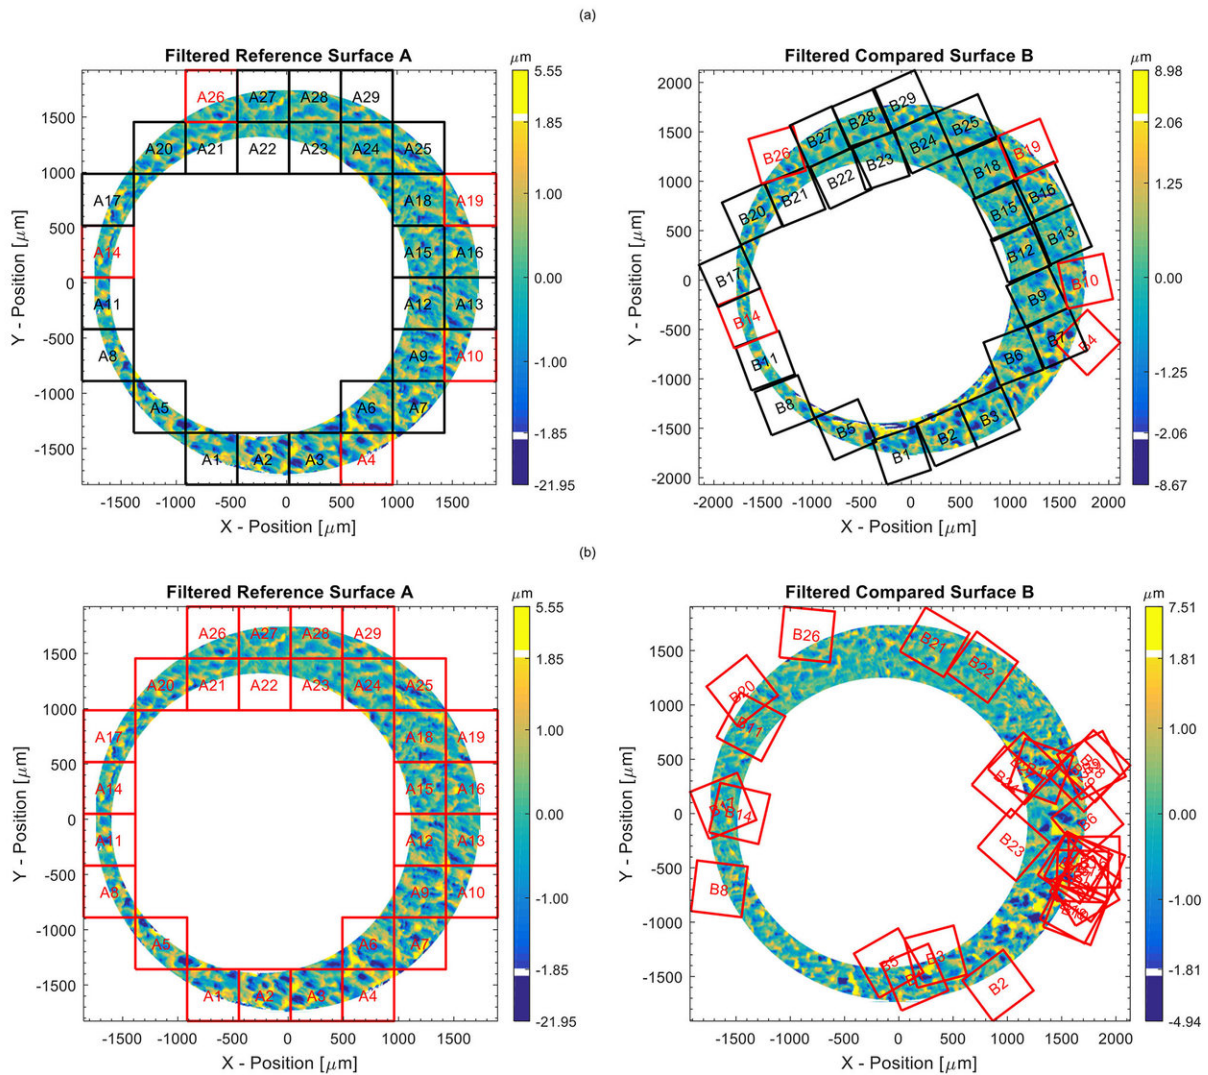 (a)
Filtered Reference Surface A
μm
5.55
1.85
1.00
0.00
-1.00
-1.85
-21.95
1500
1000
500
0
-500
-1000
-1500
Y - Position [μm]
A26 A27 A28 A29
A20 A21 A22 A23 A24 A25
A17 A18 A19
A14 A15 A16
A11 A12 A13
A8 A9 A10
A5 A6 A7
A1 A2 A3 A4
-1500 -1000 -500 0 500 1000 1500
X - Position [μm]
Filtered Compared Surface B
μm
8.98
2.06
1.25
0.00
-1.25
-2.06
-8.67
2000
1500
1000
500
0
-500
-1000
-1500
-2000
Y - Position [μm]
B26 B27 B28 B29
B20 B21 B22 B23 B24 B25
B17 B18 B19
B14 B15 B16
B11 B12 B13
B8 B9 B10
B5 B6 B7
B1 B2 B3 B4
-2000 -1500 -1000 -500 0 500 1000 1500 2000
X - Position [μm]
(b)
Filtered Reference Surface A
μm
5.55
1.85
1.00
0.00
-1.00
-1.85
-21.95
1500
1000
500
0
-500
-1000
-1500
Y - Position [μm]
A26 A27 A28 A29
A20 A21 A22 A23 A24 A25
A17 A18 A19
A14 A15 A16
A11 A12 A13
A8 A9 A10
A5 A6 A7
A1 A2 A3 A4
-1500 -1000 -500 0 500 1000 1500
X - Position [μm]
Filtered Compared Surface B
μm
7.51
1.81
1.17
0.00
-1.17
-1.81
-4.94
1500
1000
500
0
-500
-1000
-1500
Y - Position [μm]
B26 B21 B22
B20
B17
B14 B6
B23
B8
B5 B3
B2
-1500 -1000 -500 0 500 1000 1500 2000
X - Position [μm]